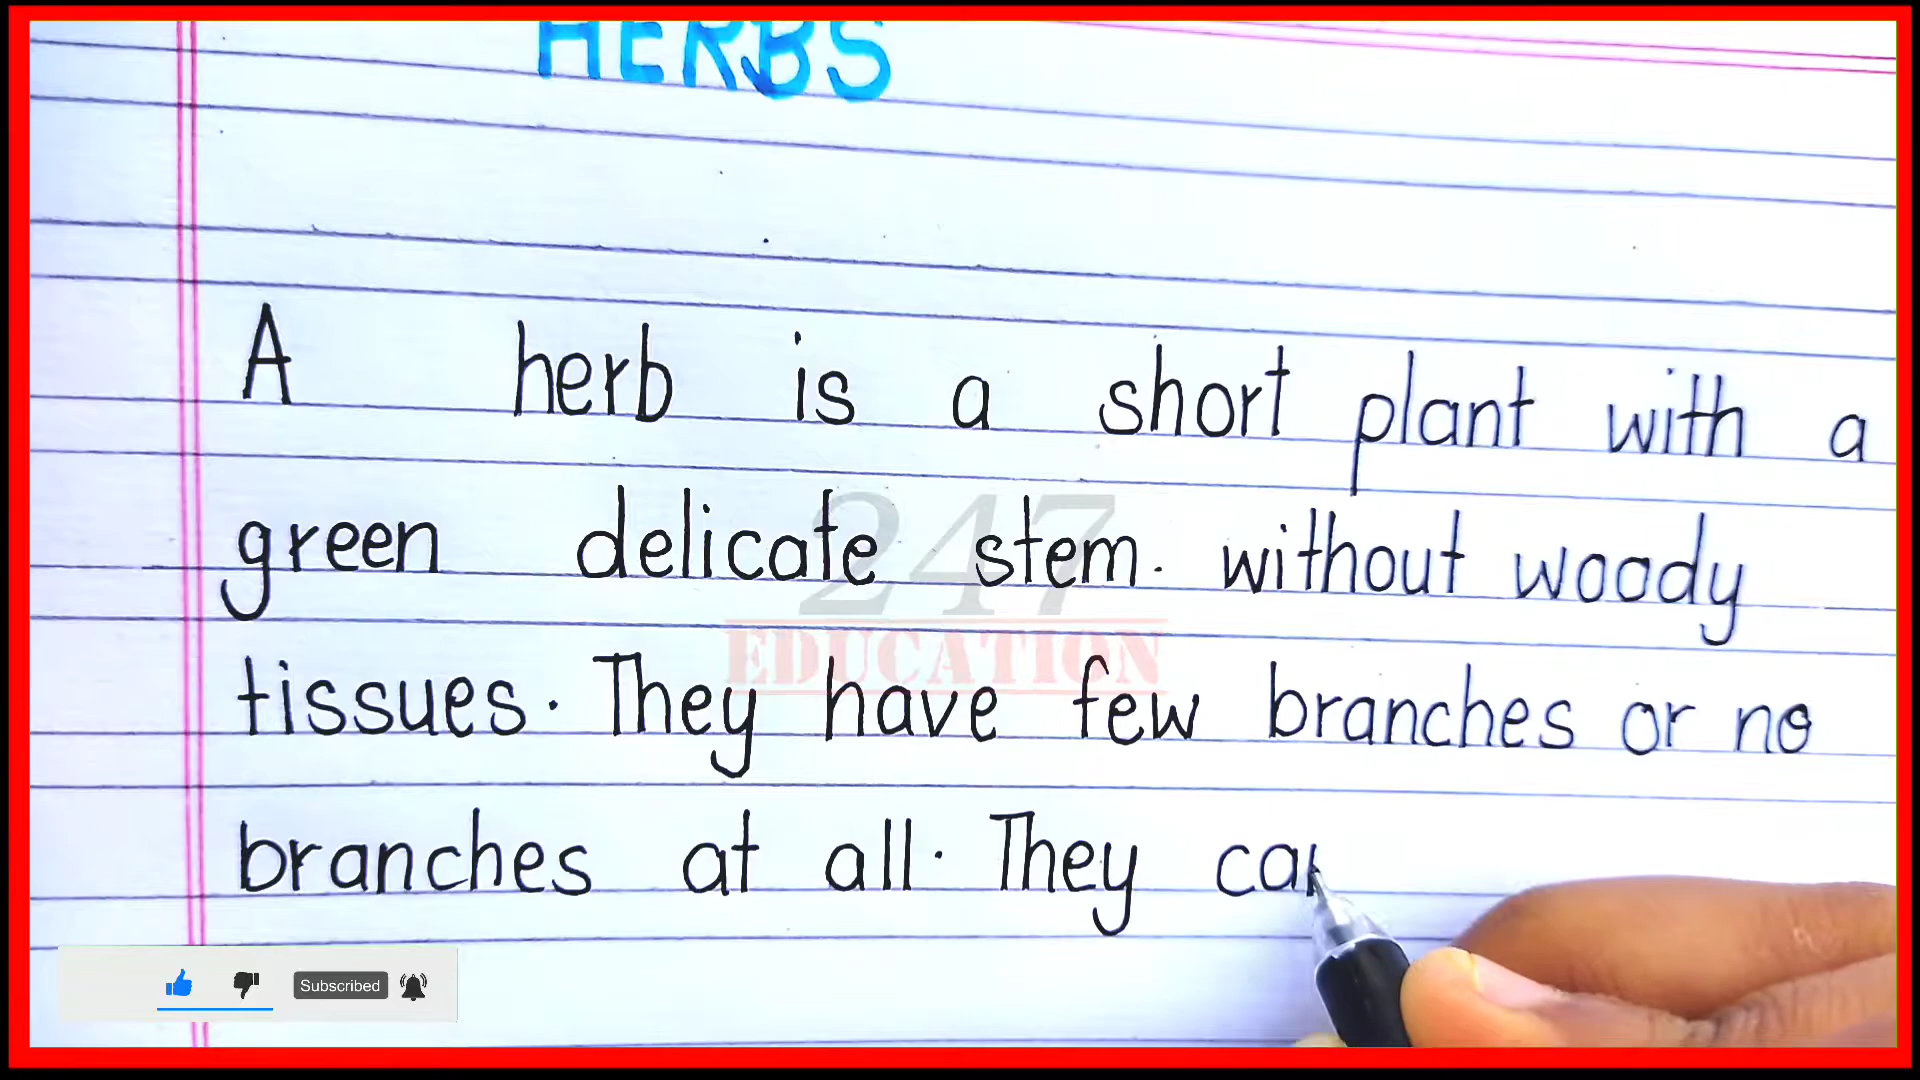 HERBS
A herb is a short plant with a
green delicate stem. without woody
247
EDUCATION
tissues. They have few branches or no
branches at all. They
Subscribed